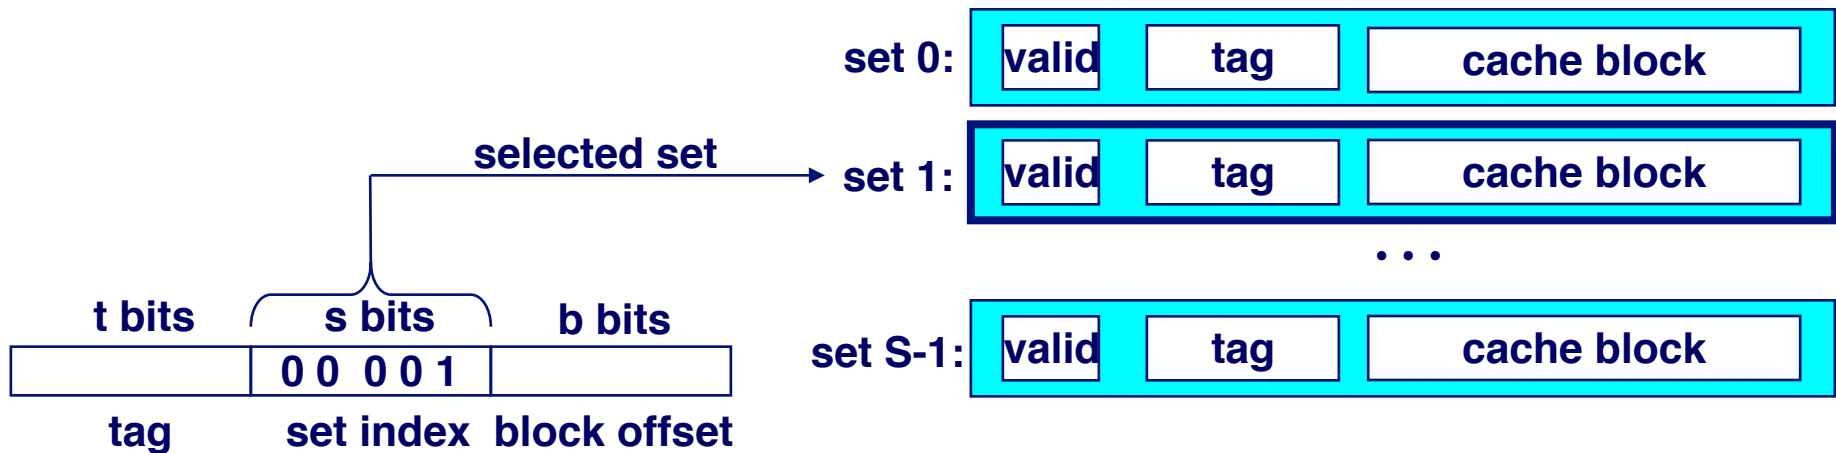 set 0: valid tag cache block
selected set
set 1: valid tag cache block
• • •
t bits s bits b bits
set S-1: valid tag cache block
0 0 0 0 1
tag set index block offset